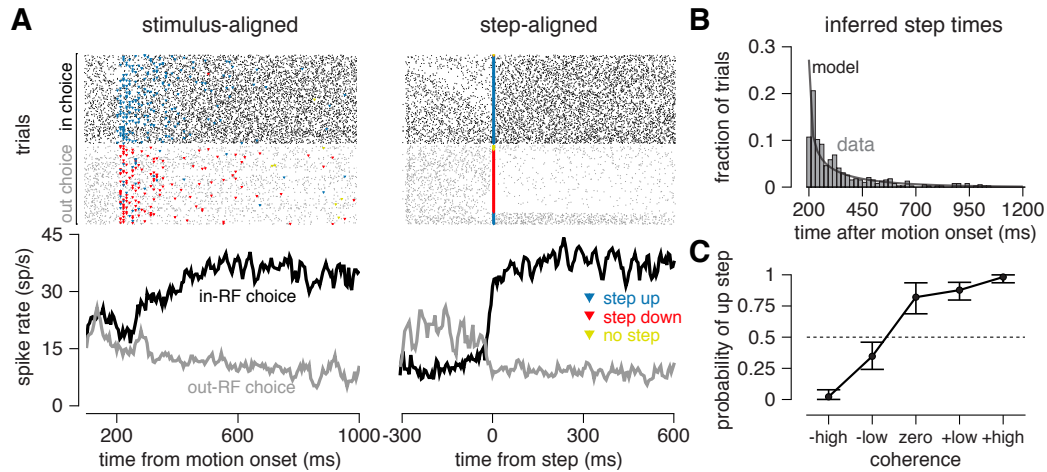 A
stimulus-aligned
step-aligned
trials
in choice
out choice
spike rate (sp/s)
45
30
15
0
in-RF choice
out-RF choice
200
600
1000
time from motion onset (ms)
step up
step down
no step
-300
0
300
600
time from step (ms)
B
inferred step times
fraction of trials
0.3
0.2
0.1
0
model
data
200
450
700
950
1200
time after motion onset (ms)
C
probability of up step
1
0.75
0.5
0.25
0
-high
-low
zero
+low
+high
coherence